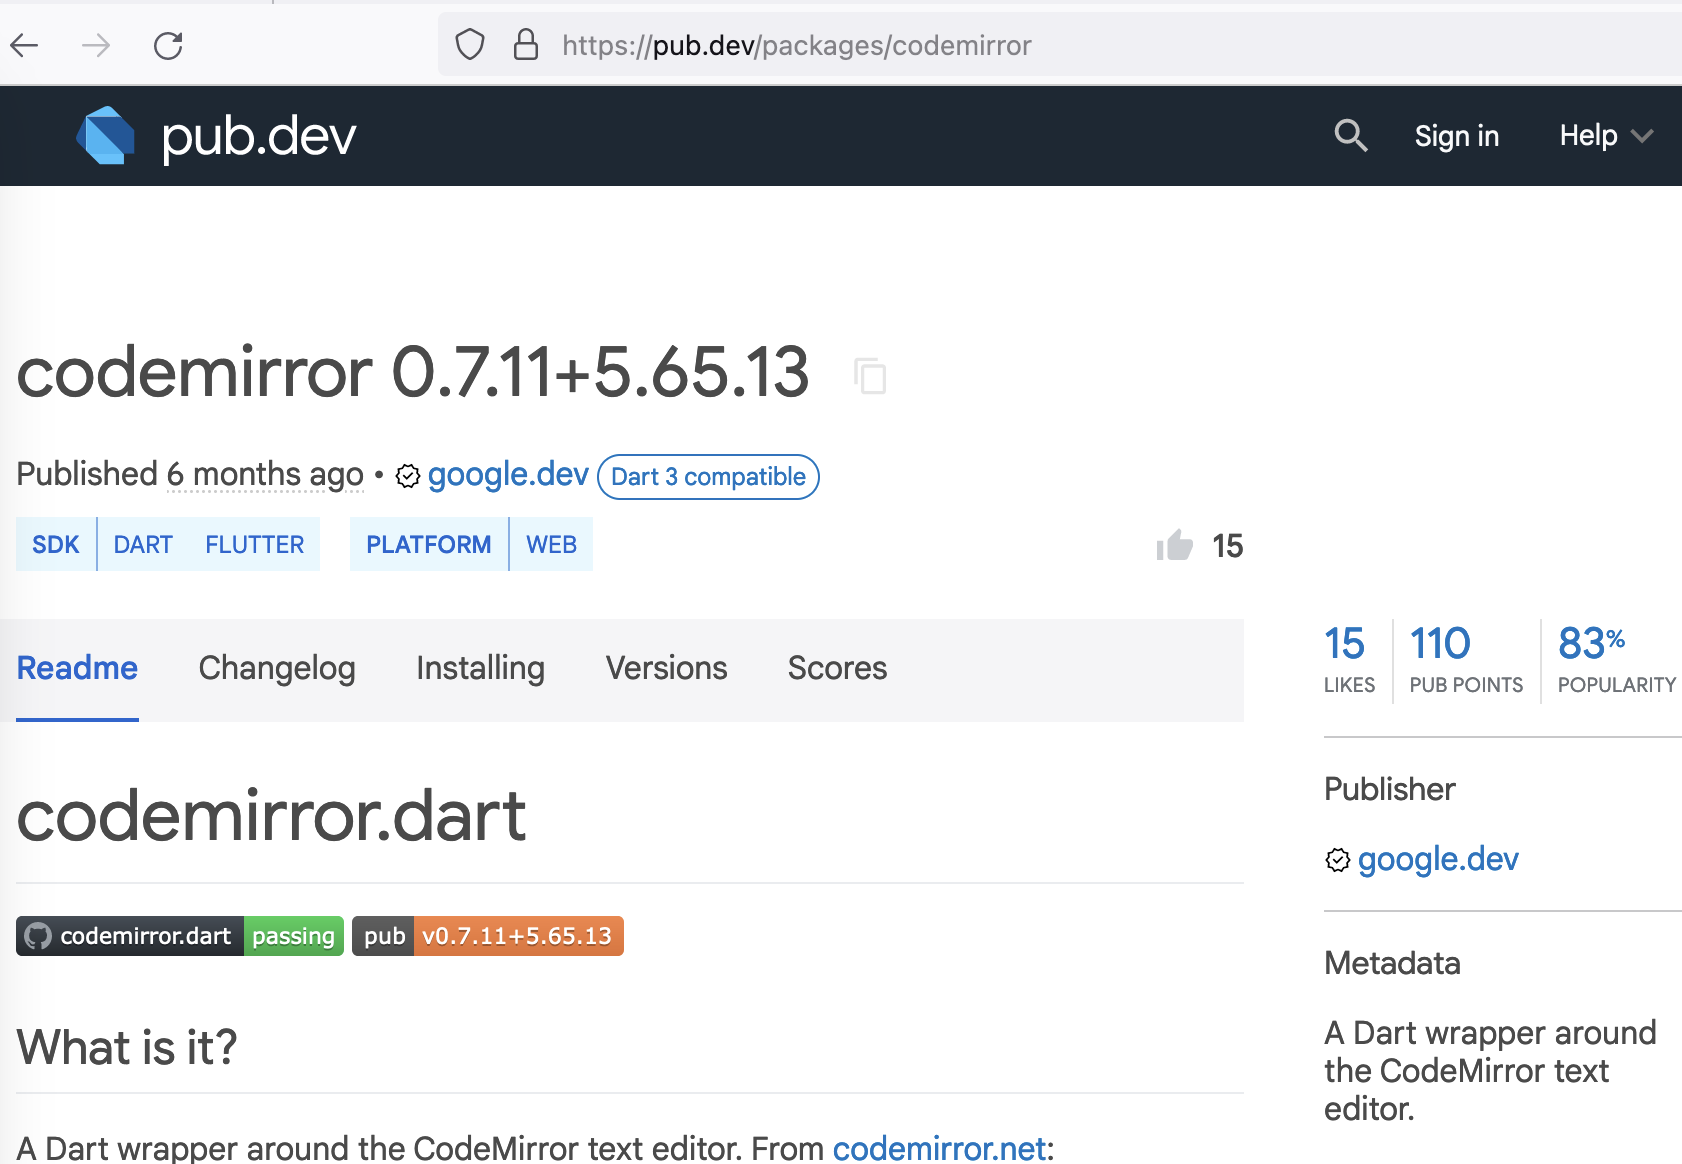 https://pub.dev/packages/codemirror
pub.dev
Sign in
Help
codemirror 0.7.11+5.65.13
Published 6 months ago • google.dev Dart 3 compatible
SDK DART FLUTTER PLATFORM WEB
15
Readme Changelog Installing Versions Scores
15 LIKES
110 PUB POINTS
83% POPULARITY
codemirror.dart
codemirror.dart passing pub v0.7.11+5.65.13
What is it?
A Dart wrapper around the CodeMirror text editor. From codemirror.net:
Publisher
google.dev
Metadata
A Dart wrapper around
the CodeMirror text
editor.